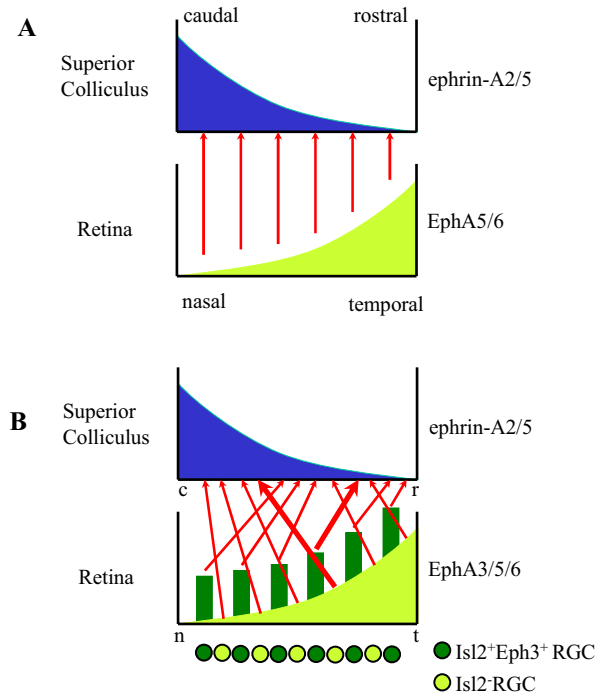 A
caudal
rostral
Superior
Colliculus
ephrin-A2/5
Retina
EphA5/6
nasal
temporal
B
Superior
Colliculus
ephrin-A2/5
c
r
Retina
EphA3/5/6
n
t
Isl2⁺Eph3⁺ RGC
Isl2⁻RGC